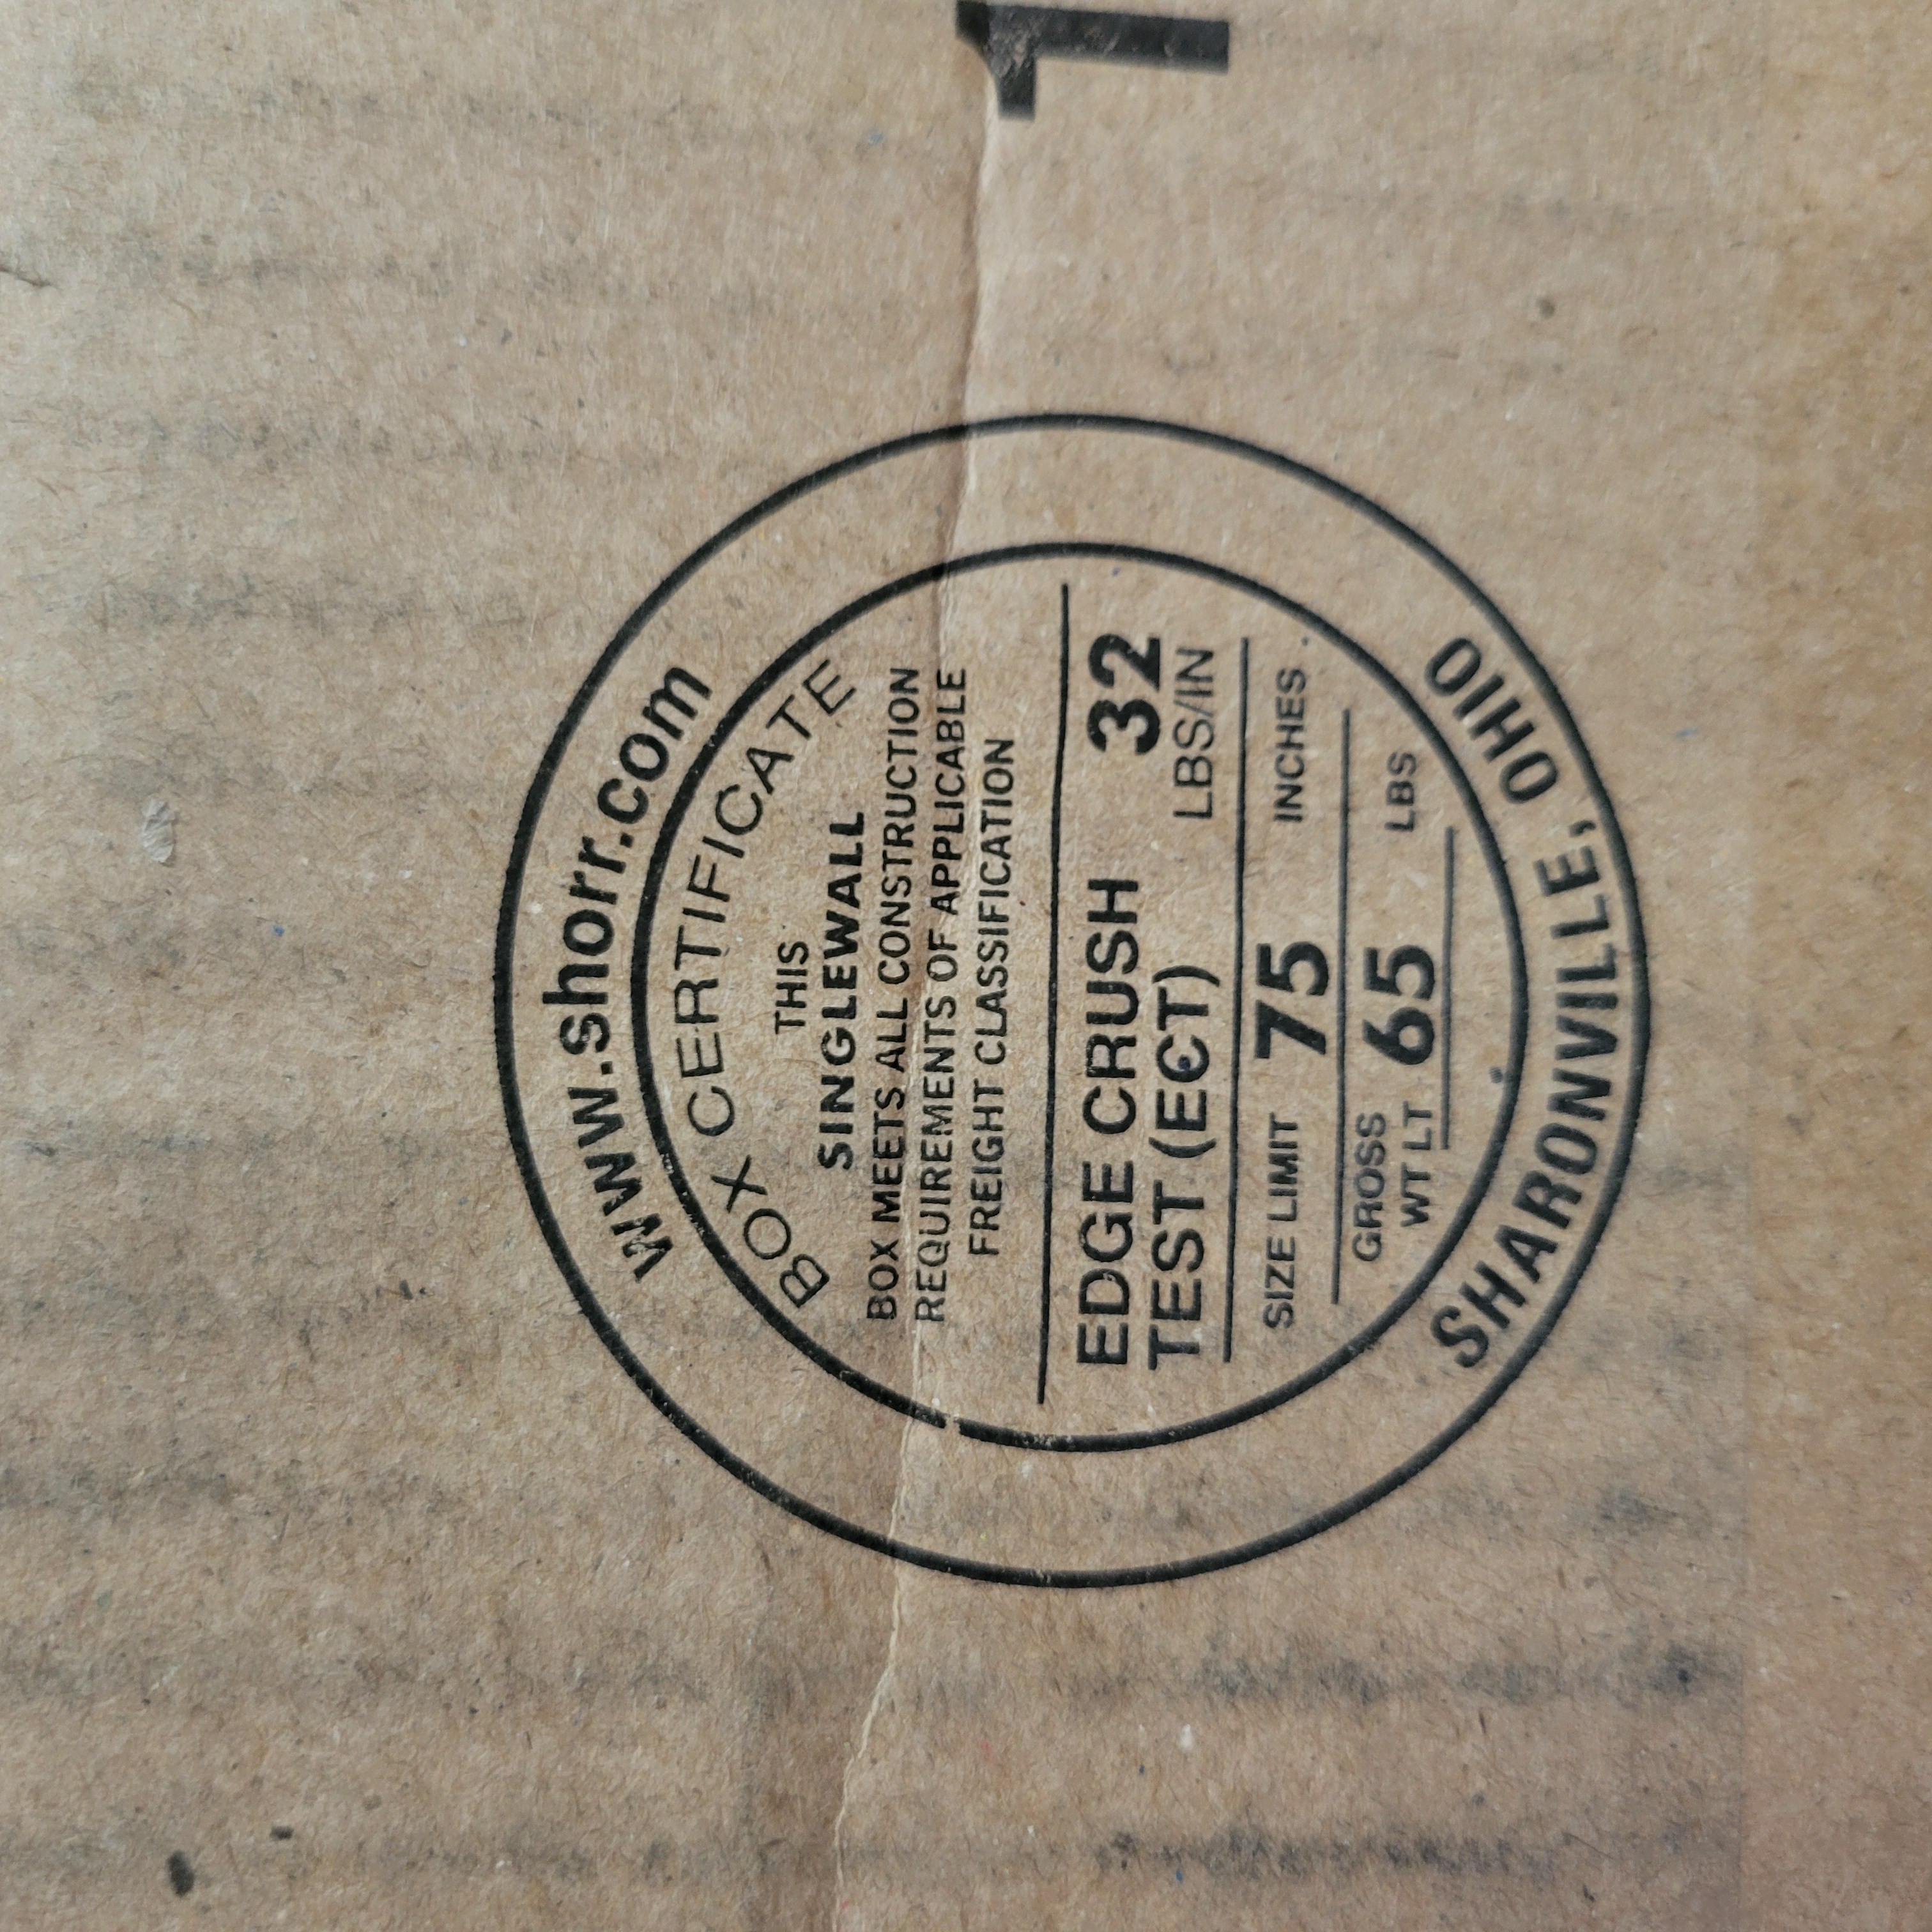 www.shorr.com
BOX CERTIFICATE
THIS
SINGLEWALL
BOX MEETS ALL CONSTRUCTION
REQUIREMENTS OF APPLICABLE
FREIGHT CLASSIFICATION
EDGE CRUSH 32
TEST (ECT) LBS/IN
SIZE LIMIT 75 INCHES
GROSS
WT LT 65 LBS
SHARONVILLE, OHIO
1